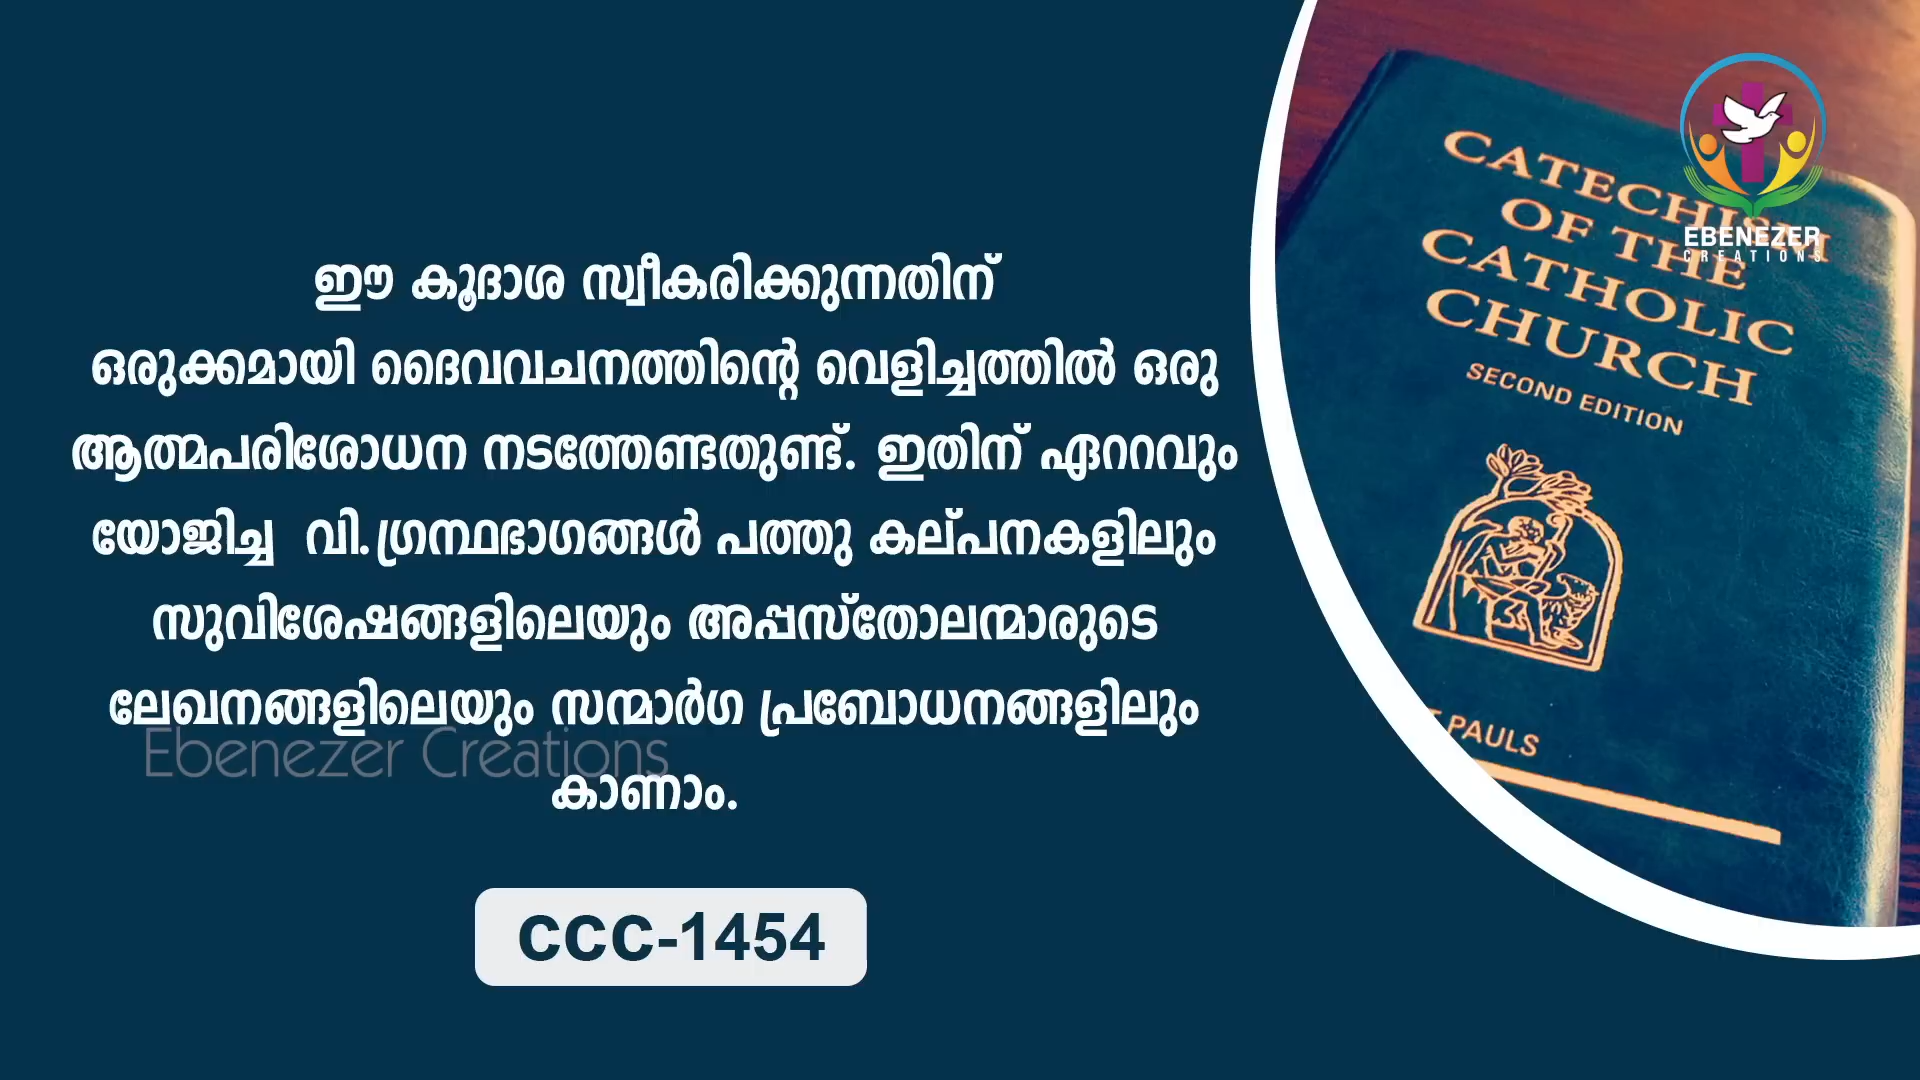 ഈ കൂദാശ സ്വീകരിക്കുന്നതിന്
ഒരുക്കമായി ദൈവവചനത്തിന്റെ വെളിച്ചത്തിൽ ഒരു
ആത്മപരിശോധന നടത്തേണ്ടതുണ്ട്. ഇതിന് ഏററവും
യോജിച്ച വി.ഗ്രന്ഥഭാഗങ്ങൾ പത്തു കല്പനകളിലും
സുവിശേഷങ്ങളിലെയും അപ്പസ്തോലന്മാരുടെ
ലേഖനങ്ങളിലെയും സന്മാർഗ പ്രബോധനങ്ങളിലും
കാണാം.
Ebenezer Creations
CCC-1454
CATECHISM
OF THE
CATHOLIC
CHURCH
SECOND EDITION
PAULS
EBENEZER
CREATIONS